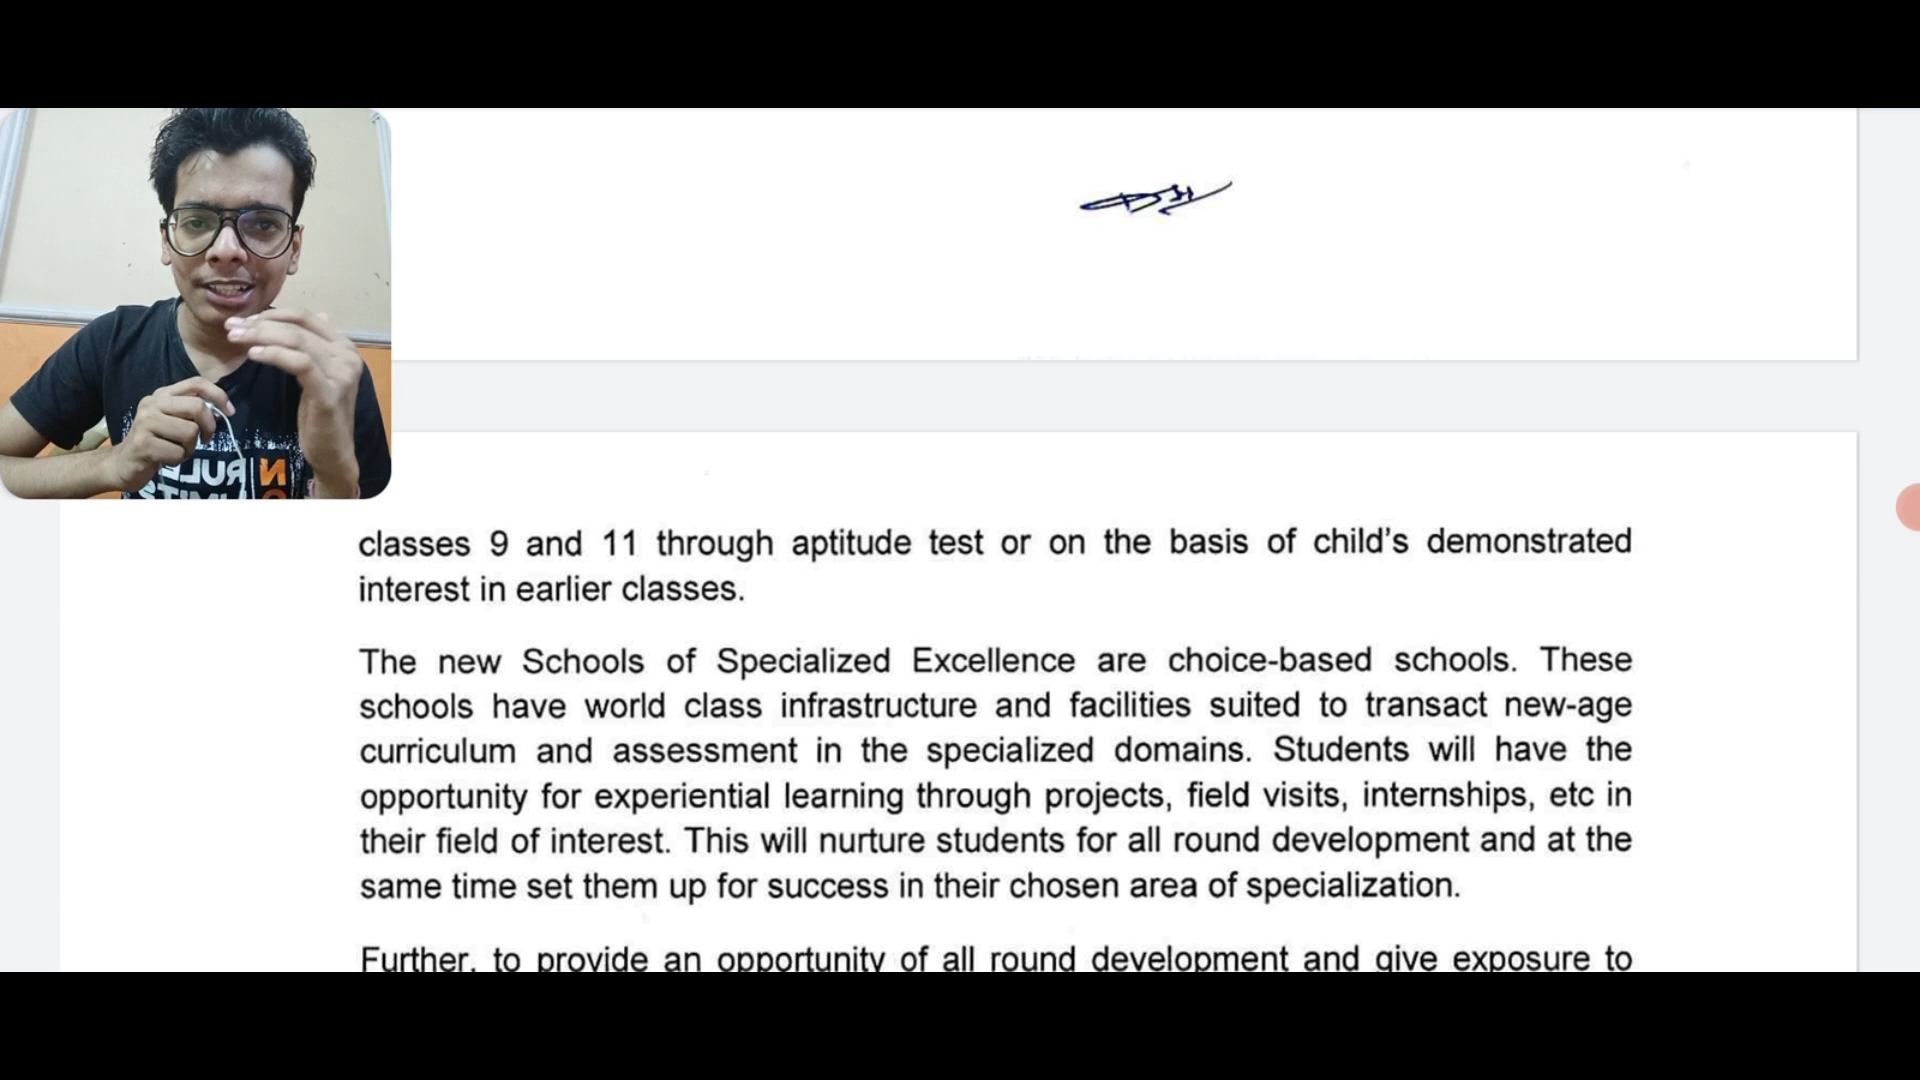 classes 9 and 11 through aptitude test or on the basis of child's demonstrated
interest in earlier classes.
The new Schools of Specialized Excellence are choice-based schools. These
schools have world class infrastructure and facilities suited to transact new-age
curriculum and assessment in the specialized domains. Students will have the
opportunity for experiential learning through projects, field visits, internships, etc in
their field of interest. This will nurture students for all round development and at the
same time set them up for success in their chosen area of specialization.
Further, to provide an opportunity of all round development and give exposure to